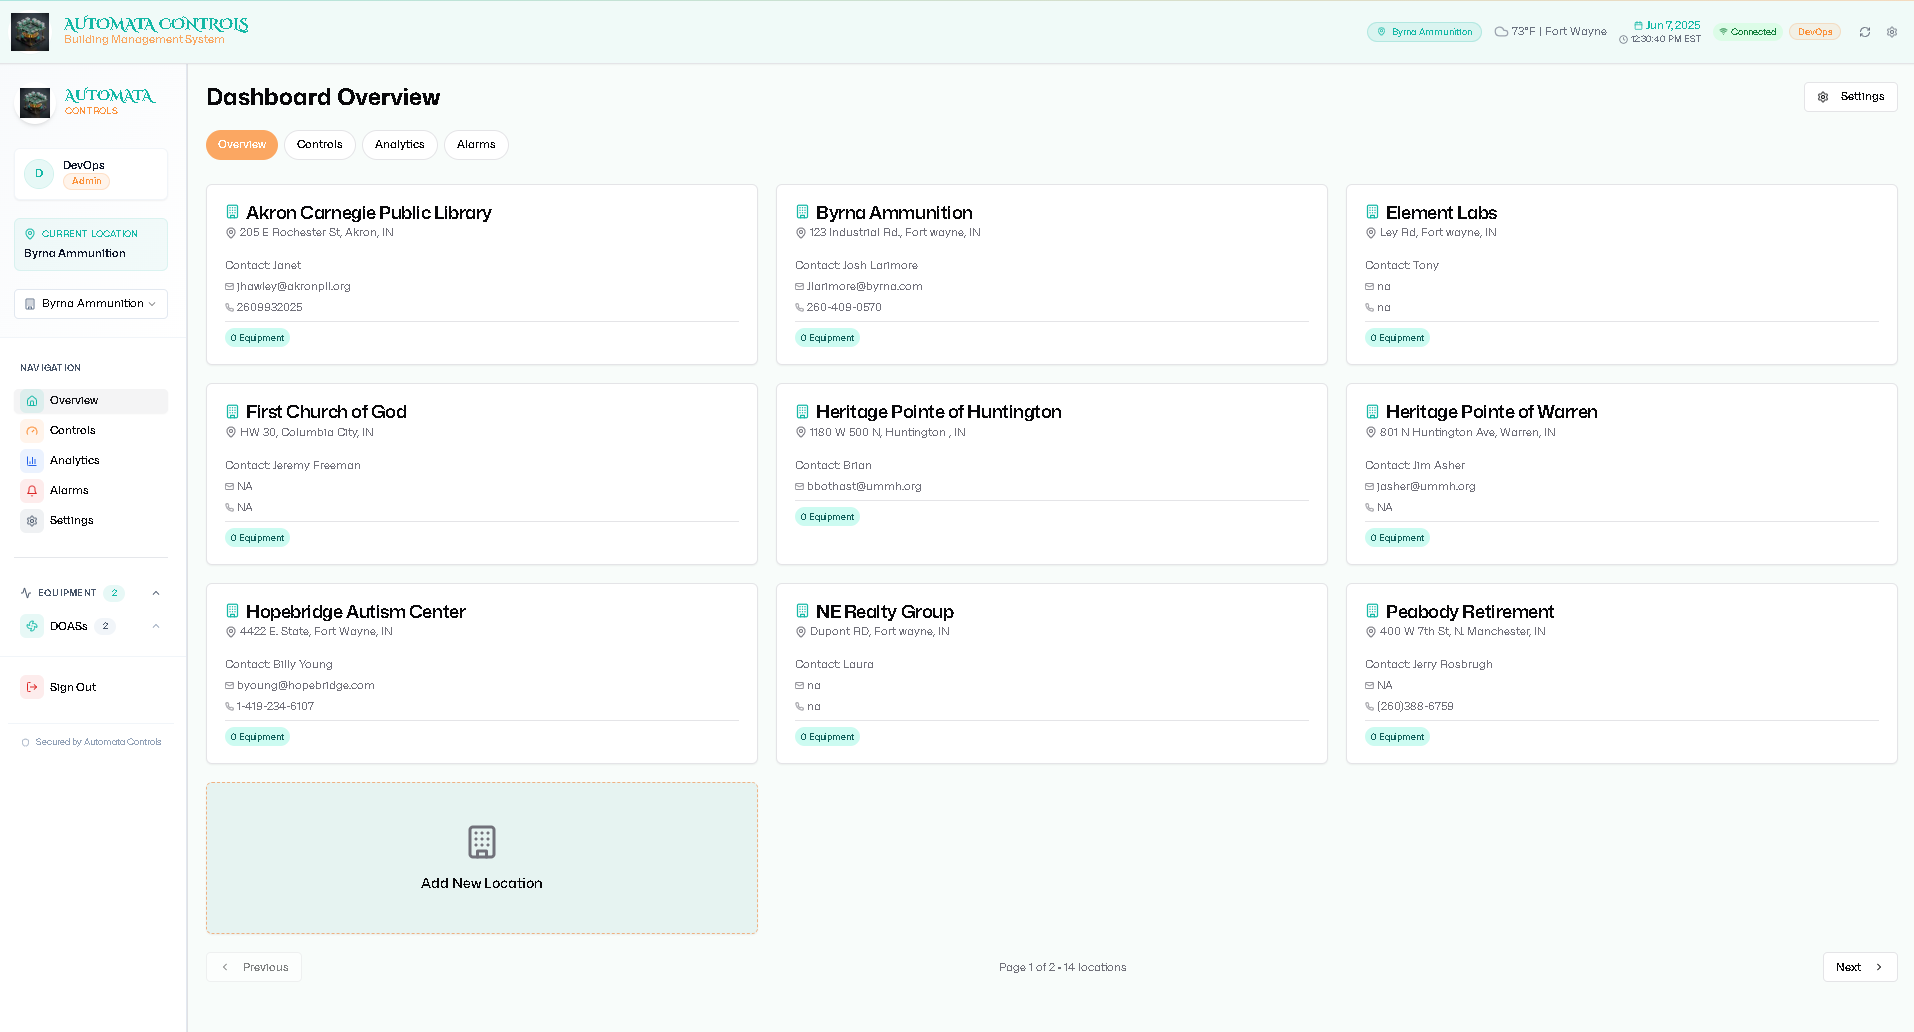 AUTOMATA CONTROLS
Building Management System
Byrna Ammunition
73°F | Fort Wayne
Jun 7, 2025
12:30:40 PM EST
Connected
DevOps
AUTOMATA
CONTROLS
D
DevOps
Admin
CURRENT LOCATION
Byrna Ammunition
Byrna Ammunition
NAVIGATION
Overview
Controls
Analytics
Alarms
Settings
EQUIPMENT 2
DOASs 2
Sign Out
Secured by Automata Controls
Dashboard Overview
Settings
Overview
Controls
Analytics
Alarms
Akron Carnegie Public Library
205 E Rochester St, Akron, IN
Contact: Janet
jhawley@akronpll.org
2609932025
0 Equipment
Byrna Ammunition
123 Industrial Rd., Fort wayne, IN
Contact: Josh Larimore
260-409-0570
0 Equipment
Element Labs
Ley Rd, Fort wayne, IN
Contact: Tony
na
na
0 Equipment
First Church of God
HW 30, Columbia City, IN
Contact: Jeremy Freeman
NA
NA
0 Equipment
Heritage Pointe of Huntington
1180 W 500 N, Huntington , IN
Contact: Brian
bbothast@ummh.org
0 Equipment
Heritage Pointe of Warren
801 N Huntington Ave, Warren, IN
Contact: Jim Asher
jasher@ummh.org
NA
0 Equipment
Hopebridge Autism Center
4422 E. State, Fort Wayne, IN
Contact: Billy Young
byoung@hopebridge.com
1-419-234-6107
0 Equipment
NE Realty Group
Dupont RD, Fort wayne, IN
Contact: Laura
na
na
0 Equipment
Peabody Retirement
400 W 7th St, N. Manchester, IN
Contact: Jerry Rosbrugh
NA
(260)388-6759
0 Equipment
Add New Location
Previous
Page 1 of 2 • 14 locations
Next